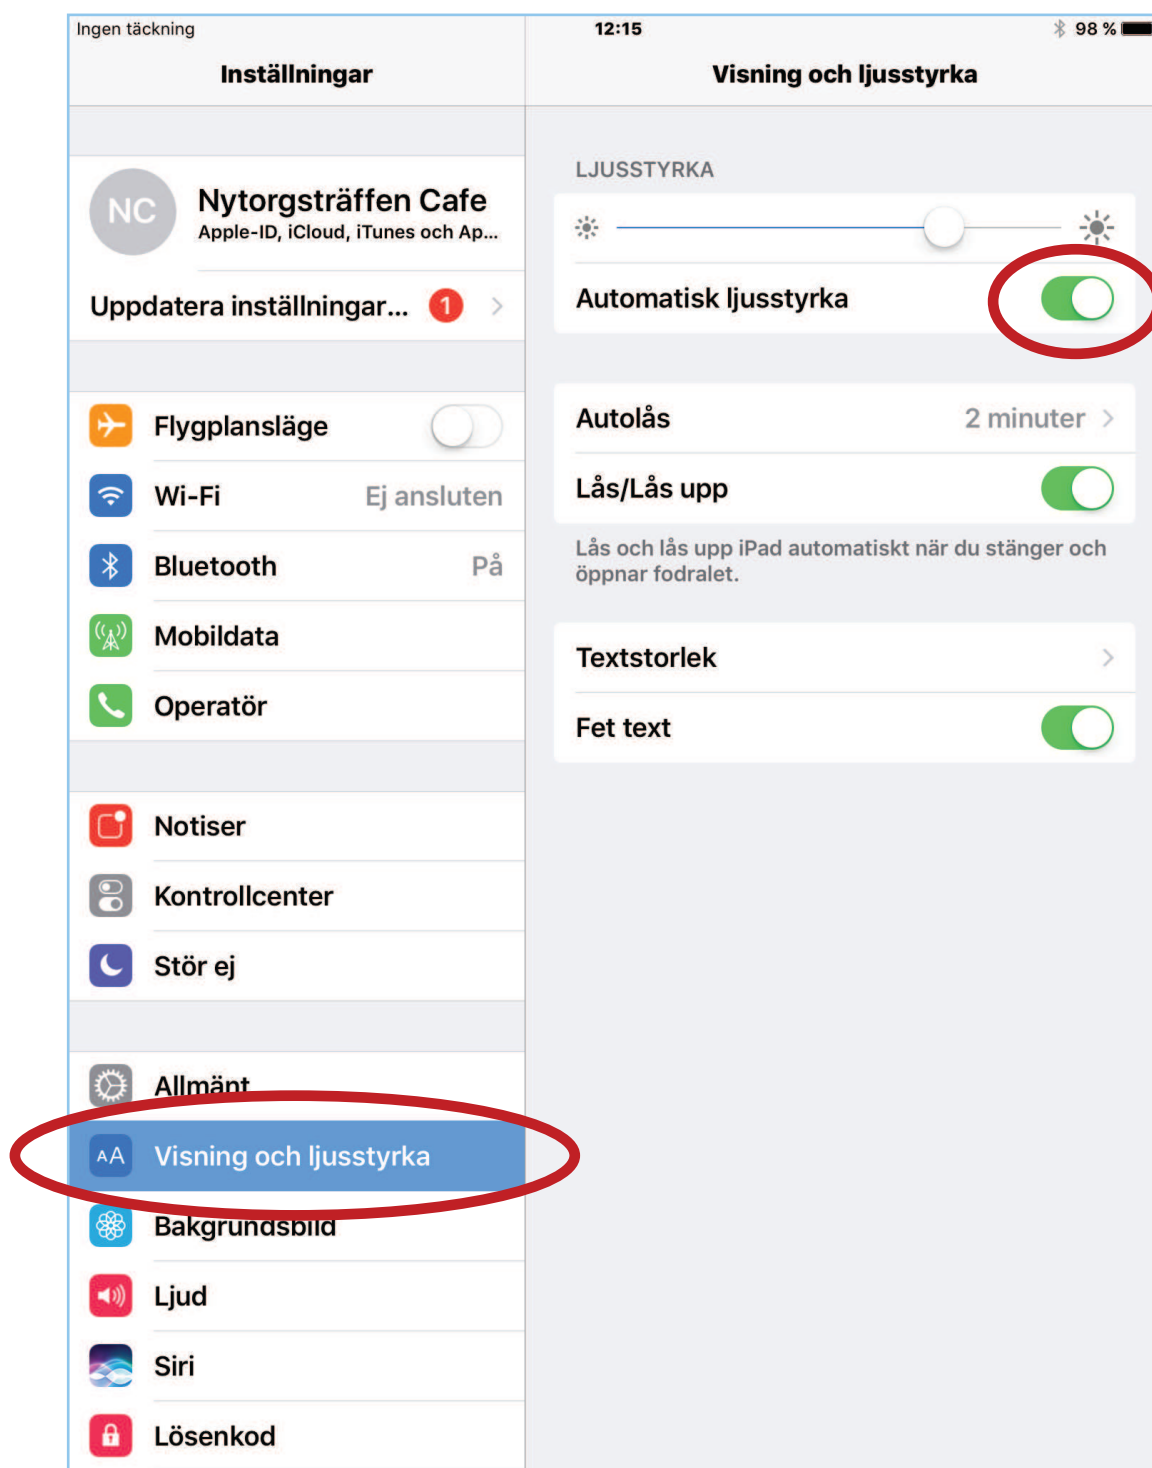 Ingen täckning
12:15
98 %
Inställningar
Visning och ljusstyrka
NC
Nytorgsträffen Cafe
Apple-ID, iCloud, iTunes och Ap...
Uppdatera inställningar...
1
Flygplansläge
Wi-Fi
Ej ansluten
Bluetooth
På
Mobildata
Operatör
Notiser
Kontrollcenter
Stör ej
Allmänt
AA
Visning och ljusstyrka
Bakgrundsbild
Ljud
Siri
Lösenkod
LJUSSTYRKA
Automatisk ljusstyrka
Autolås
2 minuter
Lås/Lås upp
Lås och lås upp iPad automatiskt när du stänger och
öppnar fodralet.
Textstorlek
Fet text